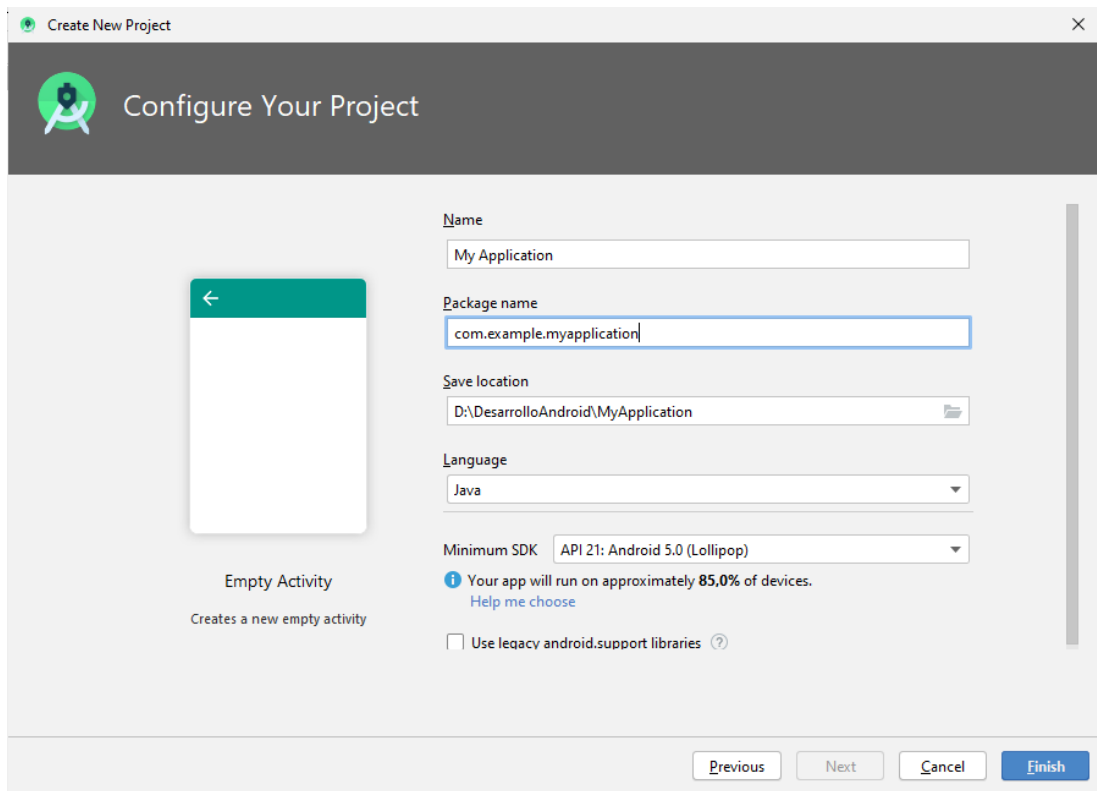 Create New Project
Configure Your Project
Name
My Application
Package name
com.example.myapplication
Save location
D:\DesarrolloAndroid\MyApplication
Language
Java
Minimum SDK API 21: Android 5.0 (Lollipop)
Your app will run on approximately 85,0% of devices.
Help me choose
Use legacy android.support libraries ?
Empty Activity
Creates a new empty activity
Previous Next Cancel Finish